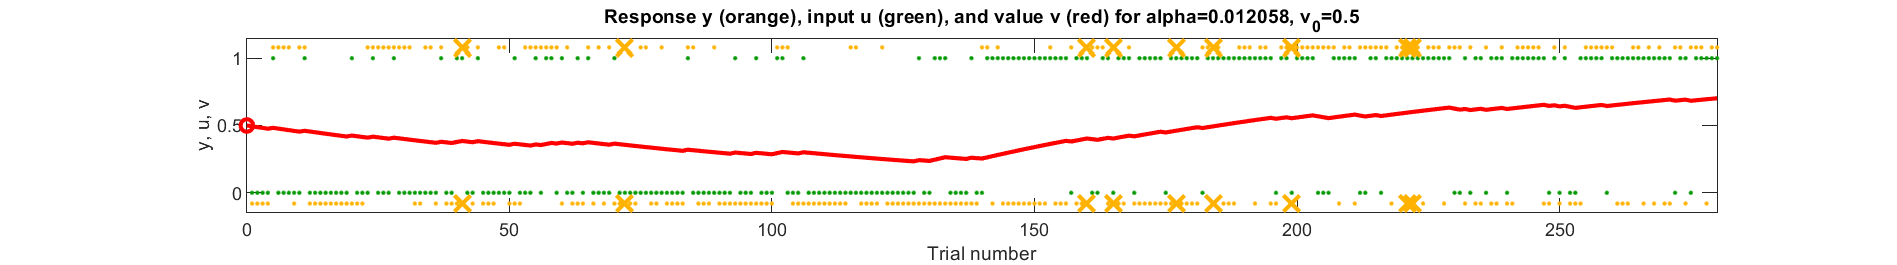 Response y (orange), input u (green), and value v (red) for alpha=0.012058, v0=0.5
y, u, v
1
0.5
0
0 50 100 150 200 250
Trial number